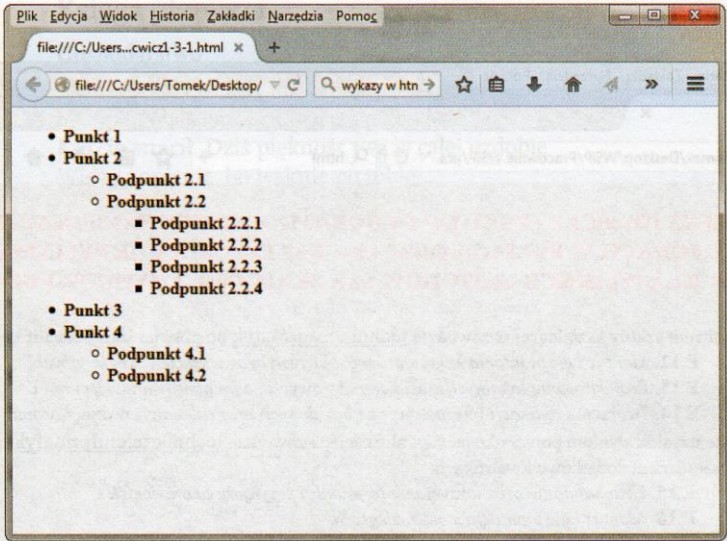 Plik Edycja Widok Historia Zakładki Narzędzia Pomoc
file:///C:/Users...cwicz1-3-1.html × +
file:///C:/Users/Tomek/Desktop/ wykazy w htn
• Punkt 1
• Punkt 2
○ Podpunkt 2.1
○ Podpunkt 2.2
▪ Podpunkt 2.2.1
▪ Podpunkt 2.2.2
▪ Podpunkt 2.2.3
▪ Podpunkt 2.2.4
• Punkt 3
• Punkt 4
○ Podpunkt 4.1
○ Podpunkt 4.2